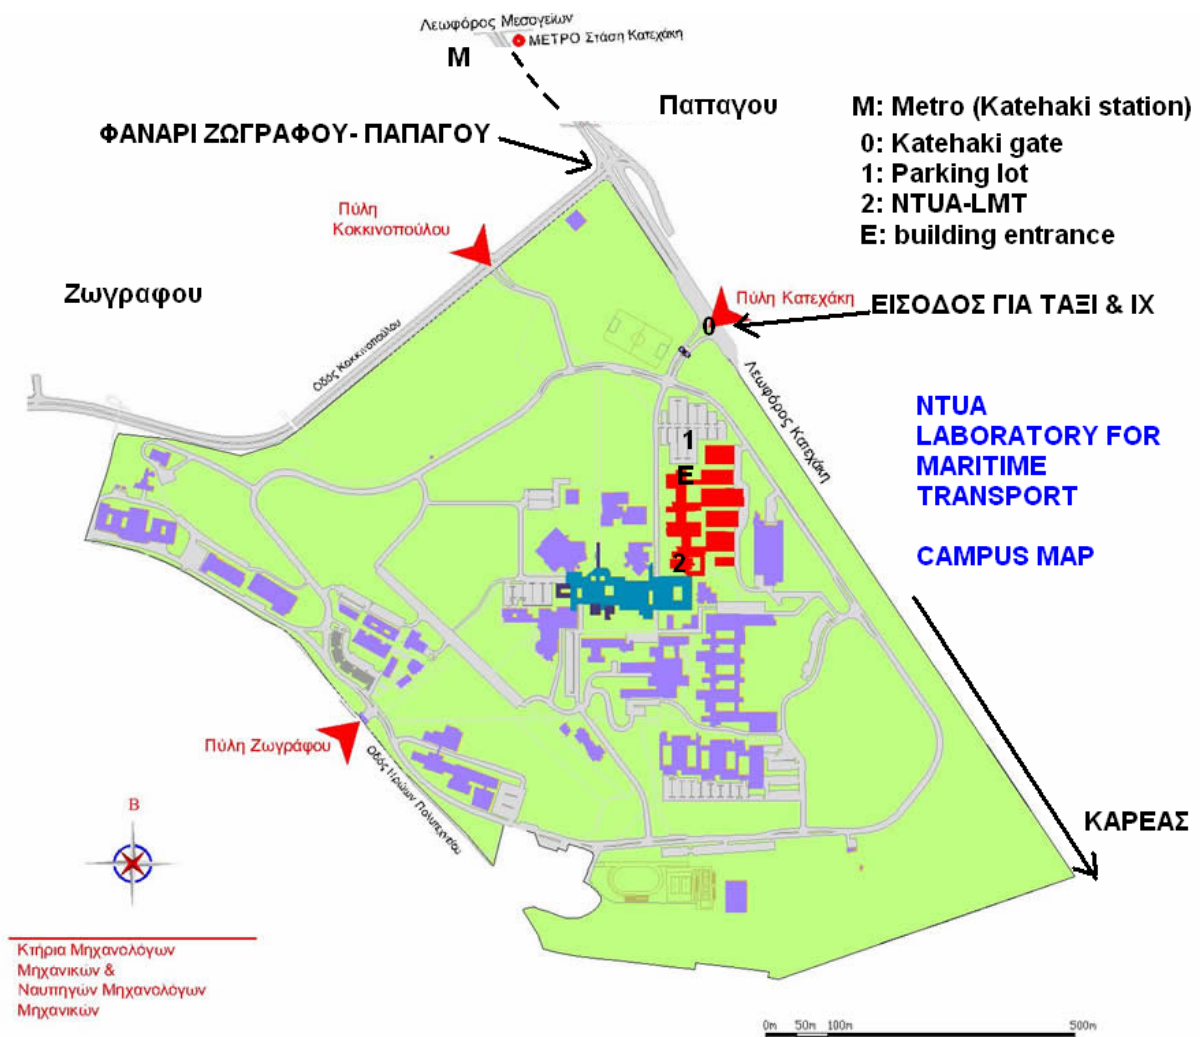 Λεωφόρος Μεσογείων
ΜΕΤΡΟ Στάση Κατεχάκη
Μ
Παπαγου
ΦΑΝΑΡΙ ΖΩΓΡΑΦΟΥ- ΠΑΠΑΓΟΥ
M: Metro (Katehaki station)
0: Katehaki gate
1: Parking lot
2: NTUA-LMT
E: building entrance
Πύλη
Κοκκινοπούλου
Ζωγραφου
Πύλη Κατεχάκη
ΕΙΣΟΔΟΣ ΓΙΑ ΤΑΞΙ & ΙΧ
0
Οδός Κοκκινοπούλου
Λεωφόρος Κατεχάκη
NTUA
LABORATORY FOR
MARITIME
TRANSPORT
CAMPUS MAP
1
E
2
Πύλη Ζωγράφου
Οδός Ηρώων Πολυτεχνείου
ΚΑΡΕΑΣ
Β
Κτήρια Μηχανολόγων
Μηχανικών &
Ναυπηγών Μηχανολόγων
Μηχανικών
0m 50m 100m 500m